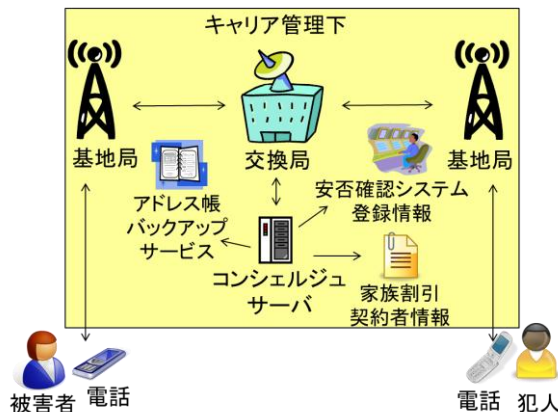 キャリア管理下
基地局
交換局
基地局
アドレス帳
バックアップ
サービス
安否確認システム
登録情報
コンシェルジュ
サーバ
家族割引
契約者情報
被害者
電話
電話
犯人